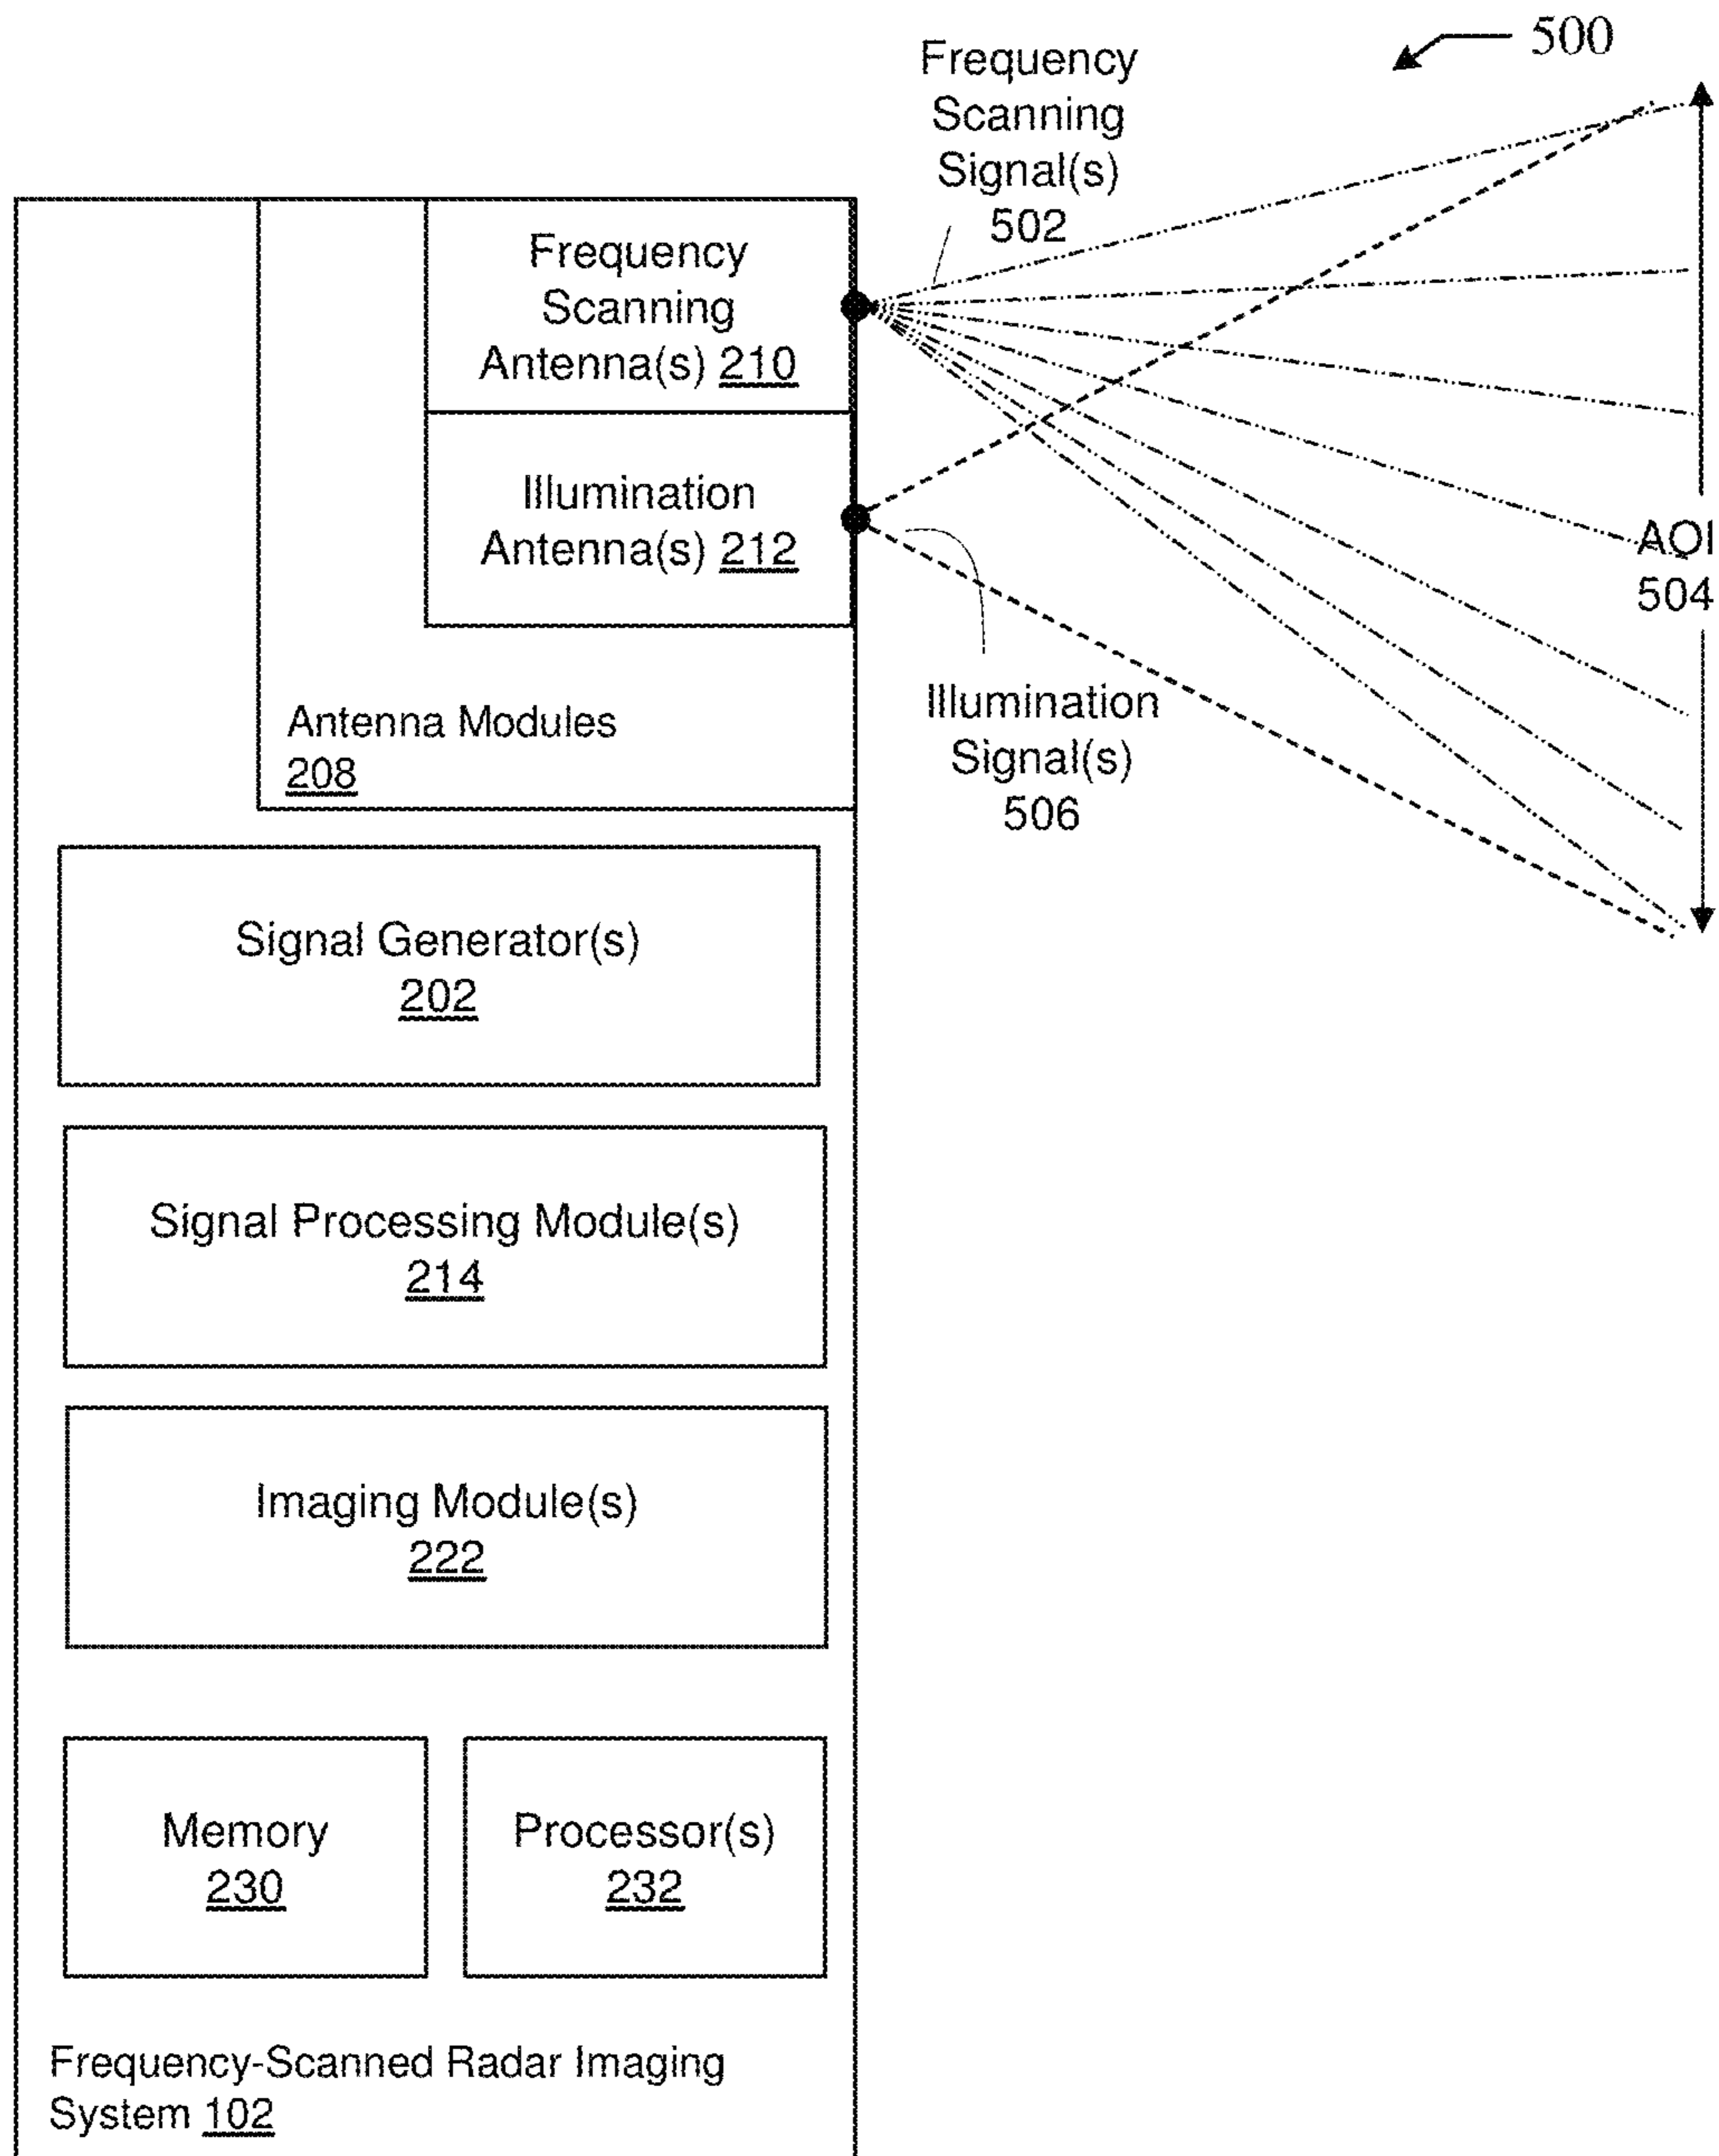 500
Frequency
Scanning
Signal(s)
502
Frequency
Scanning
Antenna(s) 210
Illumination
Antenna(s) 212
AOI
504
Illumination
Signal(s)
506
Antenna Modules
208
Signal Generator(s)
202
Signal Processing Module(s)
214
Imaging Module(s)
222
Memory
230
Processor(s)
232
Frequency-Scanned Radar Imaging
System 102